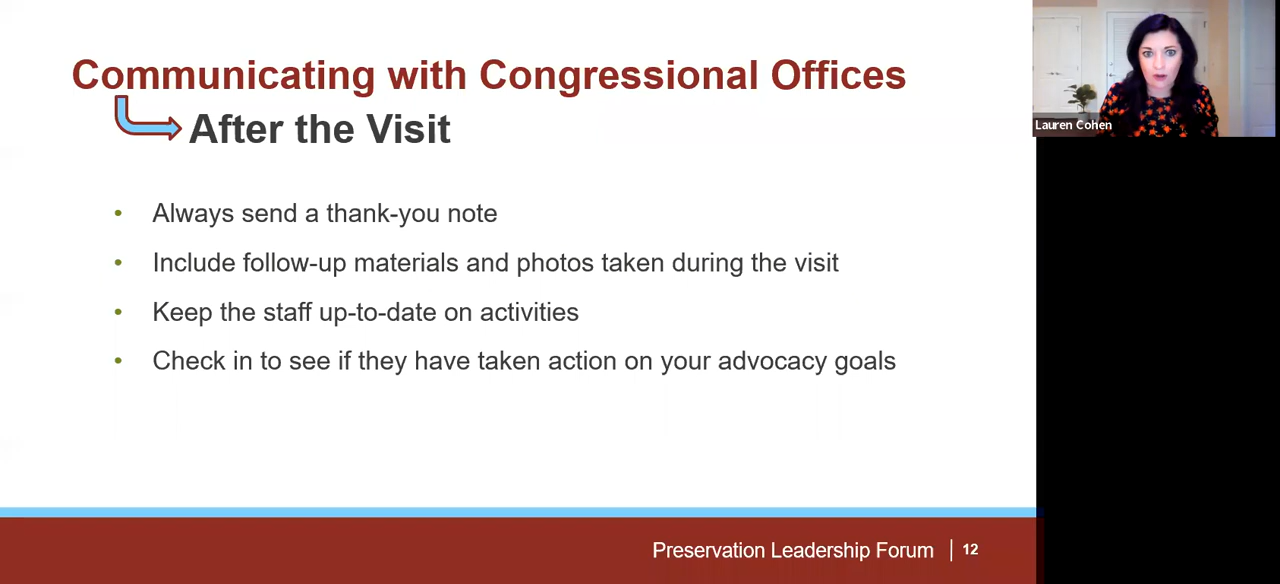 Communicating with Congressional Offices
After the Visit
• Always send a thank-you note
• Include follow-up materials and photos taken during the visit
• Keep the staff up-to-date on activities
• Check in to see if they have taken action on your advocacy goals
Preservation Leadership Forum | 12
Lauren Cohen